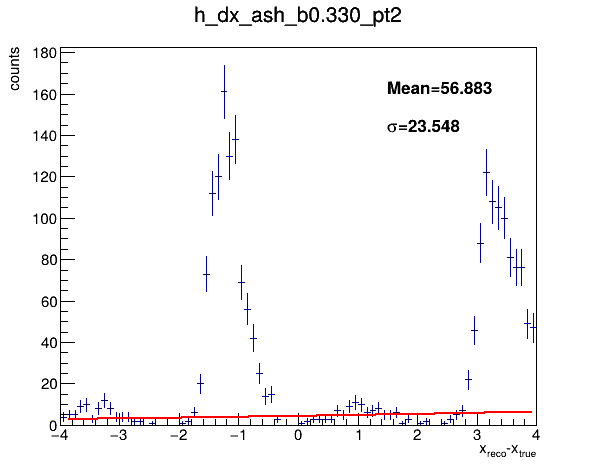 h_dx_ash_b0.330_pt2
counts
180
160
140
120
100
80
60
40
20
0
Mean=56.883
σ=23.548
−4 −3 −2 −1 0 1 2 3 4
x_reco-x_true